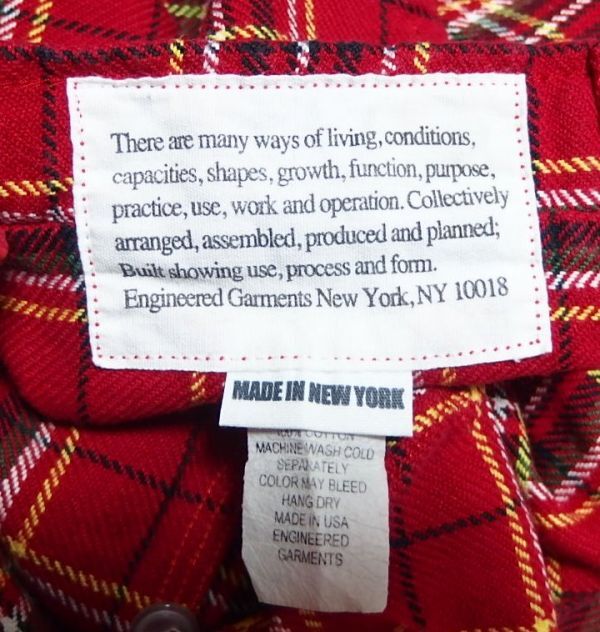 There are many ways of living, conditions,
capacities, shapes, growth, function, purpose,
practice, use, work and operation. Collectively
arranged, assembled, produced and planned;
Built showing use, process and form.
Engineered Garments New York, NY 10018
MADE IN NEW YORK
100% COTTON
MACHINE WASH COLD
SEPARATELY
COLOR MAY BLEED
HANG DRY
MADE IN USA
ENGINEERED
GARMENTS